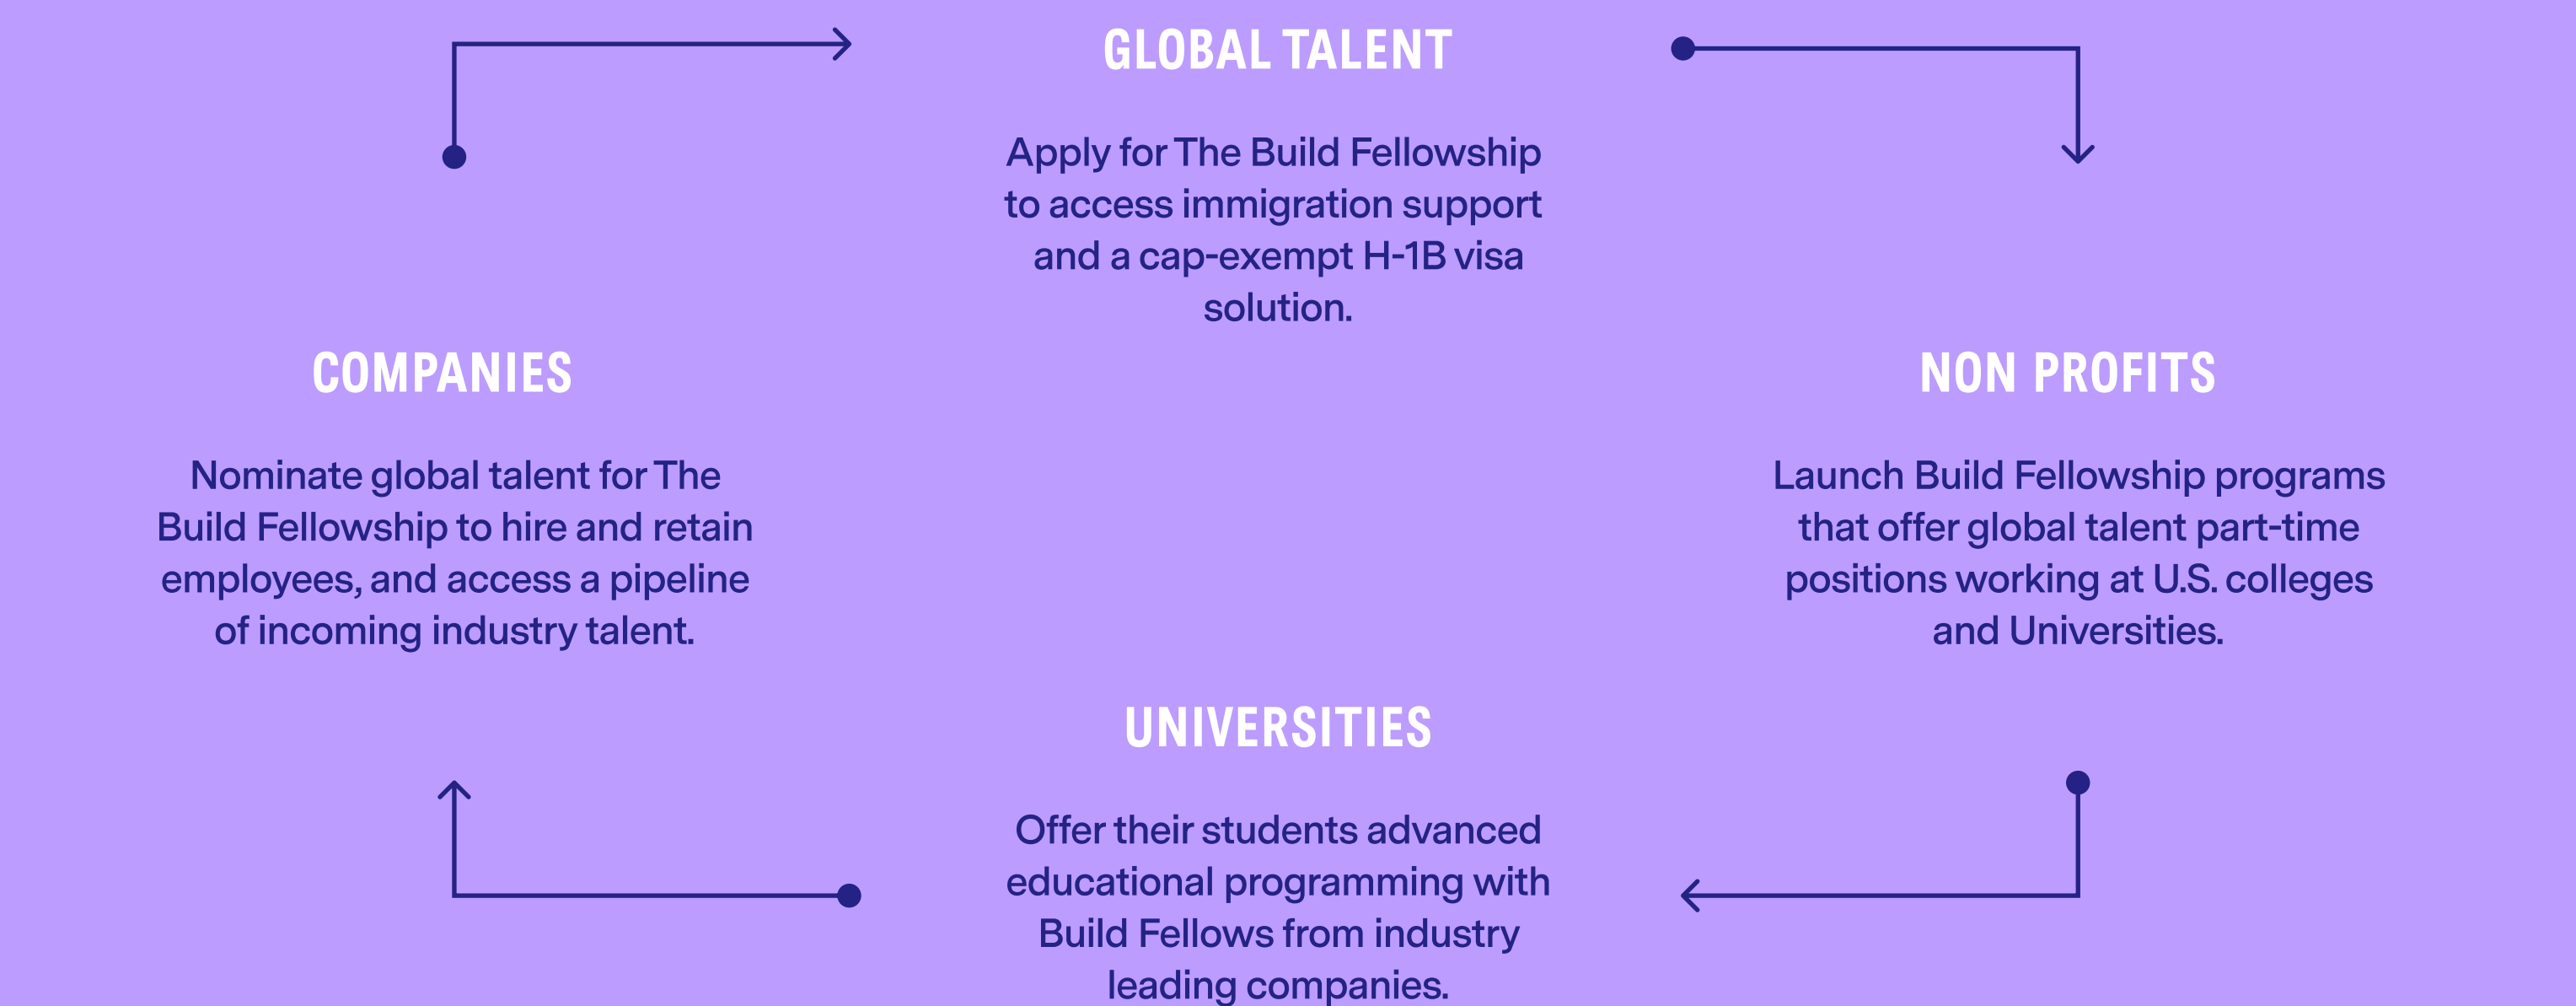 GLOBAL TALENT
Apply for The Build Fellowship
to access immigration support
and a cap-exempt H-1B visa
solution.
COMPANIES
Nominate global talent for The
Build Fellowship to hire and retain
employees, and access a pipeline
of incoming industry talent.
NON PROFITS
Launch Build Fellowship programs
that offer global talent part-time
positions working at U.S. colleges
and Universities.
UNIVERSITIES
Offer their students advanced
educational programming with
Build Fellows from industry
leading companies.